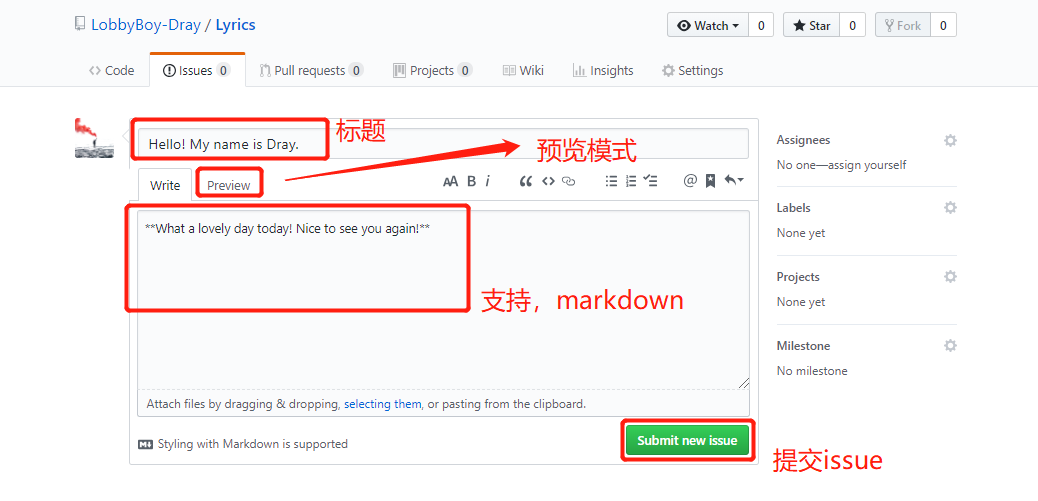 LobbyBoy-Dray / Lyrics
Watch 0 Star 0 Fork 0
Code Issues 0 Pull requests 0 Projects 0 Wiki Insights Settings
Hello! My name is Dray.
标题
预览模式
Write Preview
AA B i
**What a lovely day today! Nice to see you again!**
支持，markdown
Attach files by dragging & dropping, selecting them, or pasting from the clipboard.
Styling with Markdown is supported
Submit new issue
提交issue
Assignees
No one—assign yourself
Labels
None yet
Projects
None yet
Milestone
No milestone